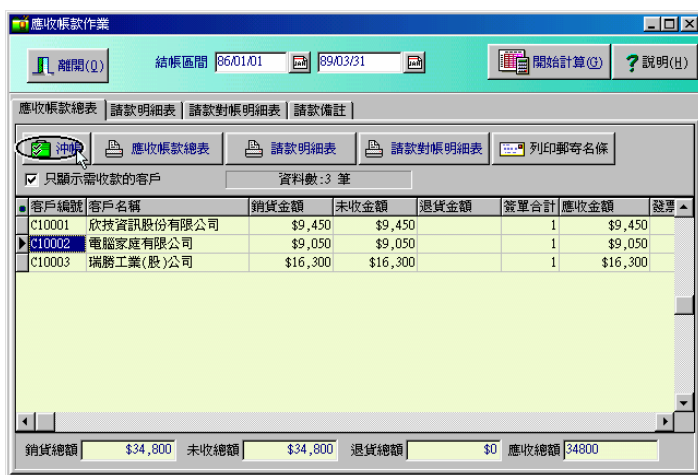 應收帳款作業
離開(Q) 結帳區間 86/01/01 89/03/31 開始計算(G) ?說明(H)
應收帳款總表 請款明細表 請款對帳明細表 請款備註
沖帳 應收帳款總表 請款明細表 請款對帳明細表 列印郵寄名條
只顯示需收款的客戶 資料數:3 筆
客戶編號 客戶名稱 銷貨金額 未收金額 退貨金額 簽單合計 應收金額 發票
C10001 欣技資訊股份有限公司 $9,450 $9,450 1 $9,450
C10002 電腦家庭有限公司 $9,050 $9,050 1 $9,050
C10003 瑞勝工業(股)公司 $16,300 $16,300 1 $16,300
銷貨總額 $34,800 未收總額 $34,800 退貨總額 $0 應收總額 34800